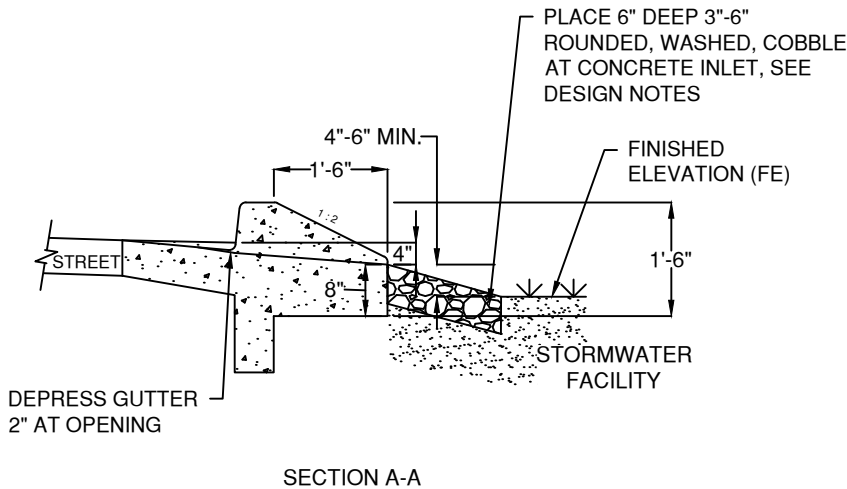 PLACE 6" DEEP 3"-6"
ROUNDED, WASHED, COBBLE
AT CONCRETE INLET, SEE
DESIGN NOTES
4"-6" MIN.
FINISHED
ELEVATION (FE)
1'-6"
1:2
STREET
4"
1'-6"
8"
STORMWATER
FACILITY
DEPRESS GUTTER
2" AT OPENING
SECTION A-A